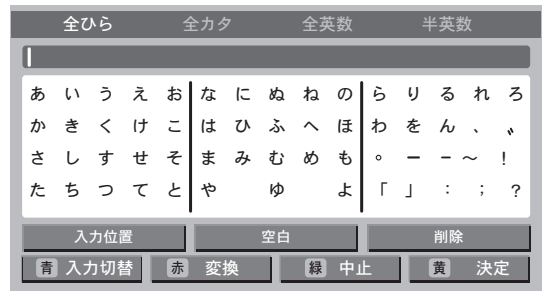 全ひら 全カタ 全英数 半英数
あ い う え お な に ぬ ね の ら り る れ ろ
か き く け こ は ひ ふ へ ほ わ を ん 、 〟
さ し す せ そ ま み む め も 。 ー － ～ ！
た ち つ て と や ゆ よ 「 」 ： ； ？
入力位置 空白 削除
青 入力切替 赤 変換 緑 中止 黄 決定